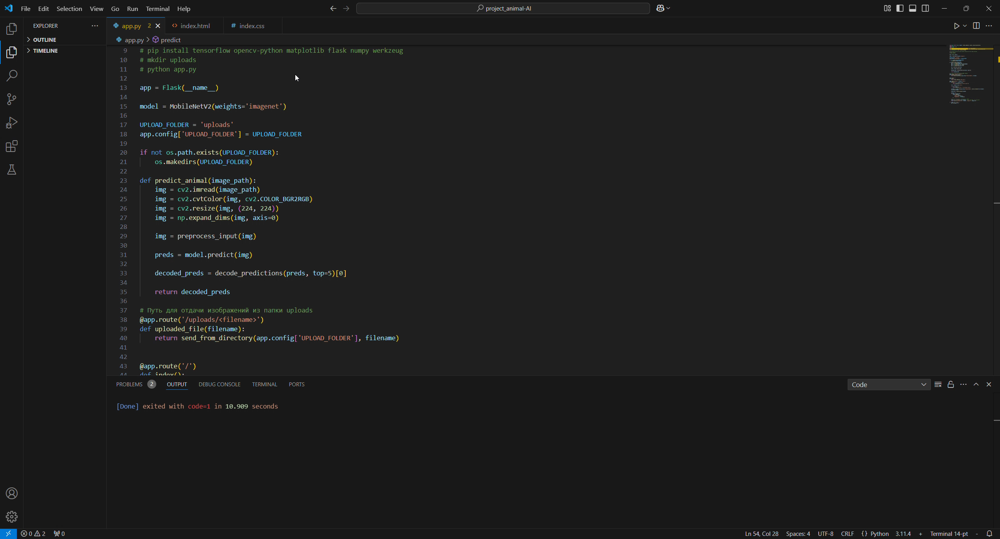 File Edit Selection View Go Run Terminal Help
project_animal-AI
EXPLORER
OUTLINE
TIMELINE
app.py 2
index.html
index.css
app.py > predict
9 # pip install tensorflow opencv-python matplotlib flask numpy werkzeug
10 # mkdir uploads
11 # python app.py
12
13 app = Flask(__name__)
14
15 model = MobileNetV2(weights='imagenet')
16
17 UPLOAD_FOLDER = 'uploads'
18 app.config['UPLOAD_FOLDER'] = UPLOAD_FOLDER
19
20 if not os.path.exists(UPLOAD_FOLDER):
21     os.makedirs(UPLOAD_FOLDER)
22
23 def predict_animal(image_path):
24     img = cv2.imread(image_path)
25     img = cv2.cvtColor(img, cv2.COLOR_BGR2RGB)
26     img = cv2.resize(img, (224, 224))
27     img = np.expand_dims(img, axis=0)
28
29     img = preprocess_input(img)
30
31     preds = model.predict(img)
32
33     decoded_preds = decode_predictions(preds, top=5)[0]
34
35     return decoded_preds
36
37 # Путь для отдачи изображений из папки uploads
38 @app.route('/uploads/<filename>')
39 def uploaded_file(filename):
40     return send_from_directory(app.config['UPLOAD_FOLDER'], filename)
41
42
43 @app.route('/')
44 def index():
PROBLEMS 2 OUTPUT DEBUG CONSOLE TERMINAL PORTS
Code
[Done] exited with code=1 in 10.909 seconds
0 2 0
Ln 54, Col 28 Spaces: 4 UTF-8 CRLF {} Python 3.11.4 + Terminal 14-pt -